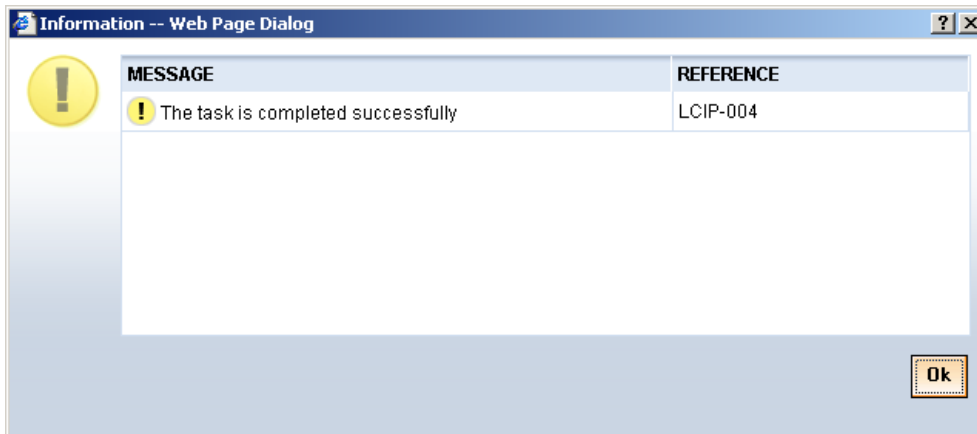 Information -- Web Page Dialog
MESSAGE REFERENCE
The task is completed successfully LCIP-004
Ok